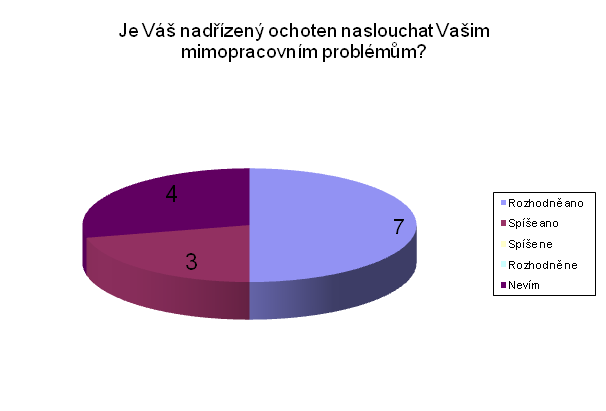 Je Váš nadřízený ochoten naslouchat Vašim
mimopracovním problémům?
4
7
3
Rozhodně ano
Spíše ano
Spíše ne
Rozhodně ne
Nevím